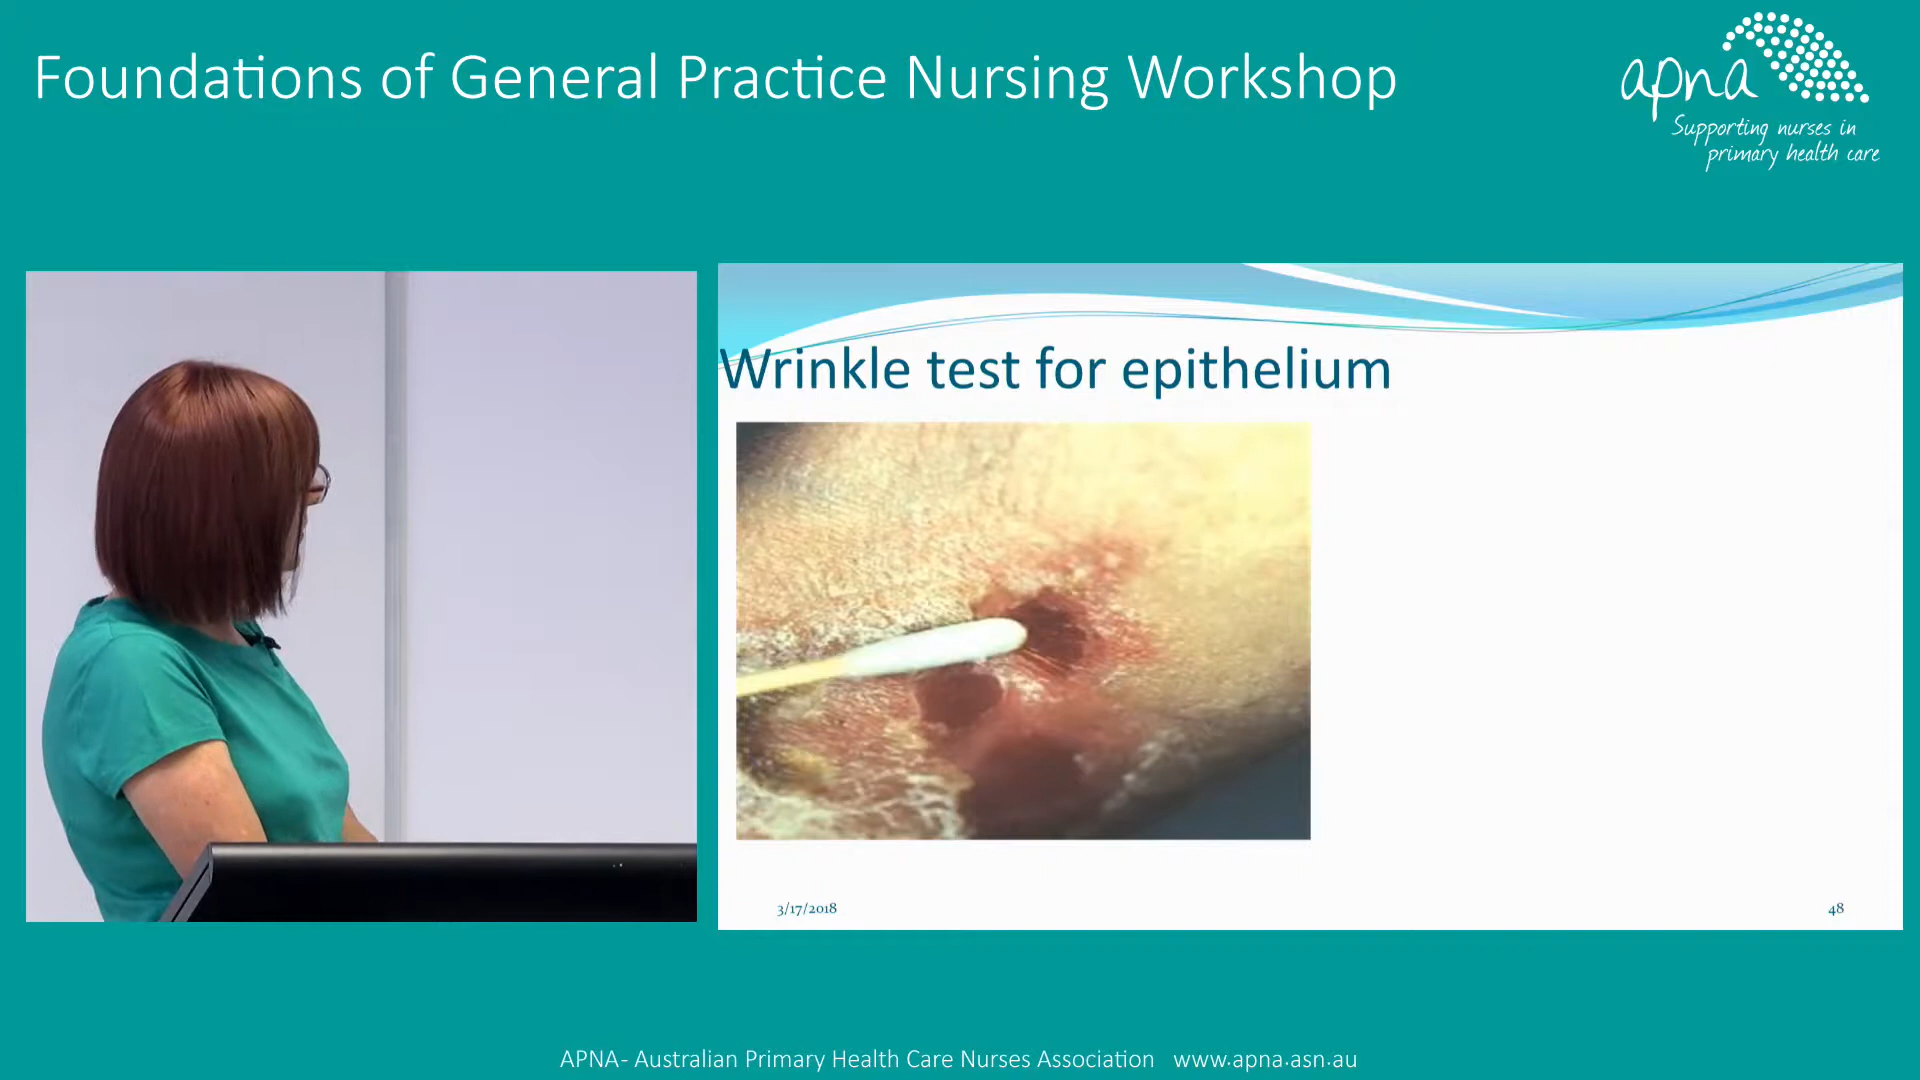 Foundations of General Practice Nursing Workshop
apna
Supporting nurses in
primary health care
Wrinkle test for epithelium
3/17/2018
48
APNA- Australian Primary Health Care Nurses Association www.apna.asn.au